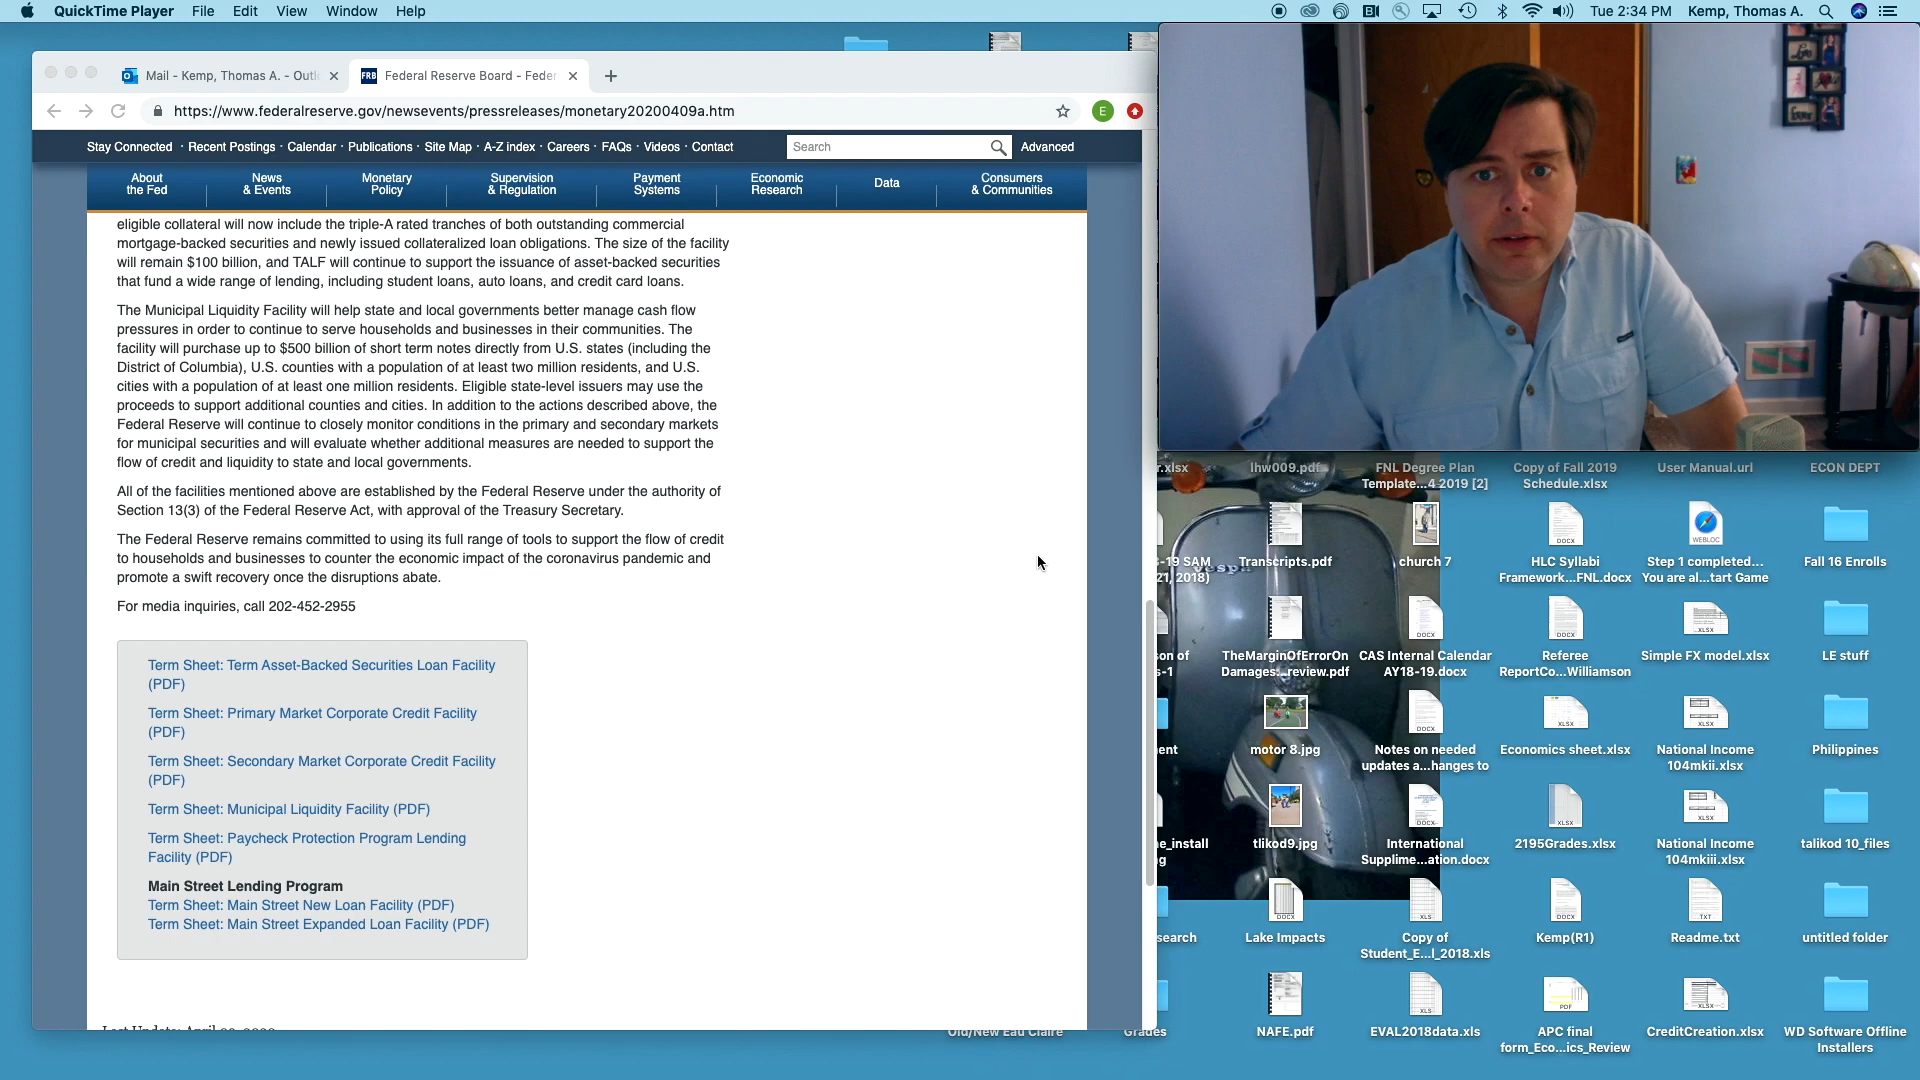 QuickTime Player File Edit View Window Help
Tue 2:34 PM Kemp, Thomas A.
Mail - Kemp, Thomas A. - Outl
FRB Federal Reserve Board - Feder
https://www.federalreserve.gov/newsevents/pressreleases/monetary20200409a.htm
E
Stay Connected · Recent Postings · Calendar · Publications · Site Map · A-Z index · Careers · FAQs · Videos · Contact
Search
Advanced
About
the Fed
News
& Events
Monetary
Policy
Supervision
& Regulation
Payment
Systems
Economic
Research
Data
Consumers
& Communities
eligible collateral will now include the triple-A rated tranches of both outstanding commercial
mortgage-backed securities and newly issued collateralized loan obligations. The size of the facility
will remain $100 billion, and TALF will continue to support the issuance of asset-backed securities
that fund a wide range of lending, including student loans, auto loans, and credit card loans.
The Municipal Liquidity Facility will help state and local governments better manage cash flow
pressures in order to continue to serve households and businesses in their communities. The
facility will purchase up to $500 billion of short term notes directly from U.S. states (including the
District of Columbia), U.S. counties with a population of at least two million residents, and U.S.
cities with a population of at least one million residents. Eligible state-level issuers may use the
proceeds to support additional counties and cities. In addition to the actions described above, the
Federal Reserve will continue to closely monitor conditions in the primary and secondary markets
for municipal securities and will evaluate whether additional measures are needed to support the
flow of credit and liquidity to state and local governments.
All of the facilities mentioned above are established by the Federal Reserve under the authority of
Section 13(3) of the Federal Reserve Act, with approval of the Treasury Secretary.
The Federal Reserve remains committed to using its full range of tools to support the flow of credit
to households and businesses to counter the economic impact of the coronavirus pandemic and
promote a swift recovery once the disruptions abate.
For media inquiries, call 202-452-2955
Term Sheet: Term Asset-Backed Securities Loan Facility
(PDF)
Term Sheet: Primary Market Corporate Credit Facility
(PDF)
Term Sheet: Secondary Market Corporate Credit Facility
(PDF)
Term Sheet: Municipal Liquidity Facility (PDF)
Term Sheet: Paycheck Protection Program Lending
Facility (PDF)
Main Street Lending Program
Term Sheet: Main Street New Loan Facility (PDF)
Term Sheet: Main Street Expanded Loan Facility (PDF)
Last Update: April
r.xlsx
lhw009.pdf
FNL Degree Plan
Template...4 2019 [2]
Copy of Fall 2019
Schedule.xlsx
User Manual.url
ECON DEPT
-19 SAM
21, 2018)
Transcripts.pdf
church 7
HLC Syllabi
Framework...FNL.docx
Step 1 completed...
You are al...tart Game
Fall 16 Enrolls
son of
s-1
TheMarginOfErrorOn
Damages...review.pdf
CAS Internal Calendar
AY18-19.docx
Referee
ReportCo...Williamson
Simple FX model.xlsx
LE stuff
ent
motor 8.jpg
Notes on needed
updates a...hanges to
Economics sheet.xlsx
National Income
104mkii.xlsx
Philippines
e_install
g
tlikod9.jpg
International
Supplime...ation.docx
2195Grades.xlsx
National Income
104mkiii.xlsx
talikod 10_files
search
Lake Impacts
Copy of
Student_E...l_2018.xls
Kemp(R1)
Readme.txt
untitled folder
Old/New Eau Claire
Grades
NAFE.pdf
EVAL2018data.xls
APC final
form_Eco...ics_Review
CreditCreation.xlsx
WD Software Offline
Installers